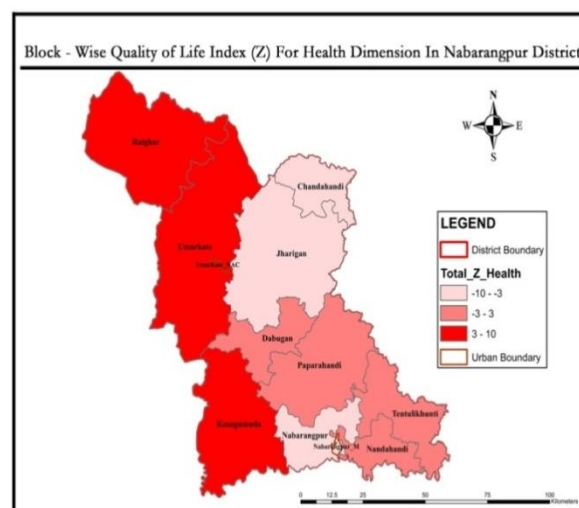 Block - Wise Quality of Life Index (Z) For Health Dimension In Nabarangpur District
N
W E
S
Raighar
Chandahandi
Umarkate
Jharigan
LEGEND
District Boundary
Total_Z_Health
-10 - -3
-3 - 3
3 - 10
Urban Boundary
Dabugan
Paparahandi
Tentulikhunti
Kosagumuda
Nabarangpur
Nabarangpur_M
Nandahandi
0 12.5 25 50 75 100
Kilometers